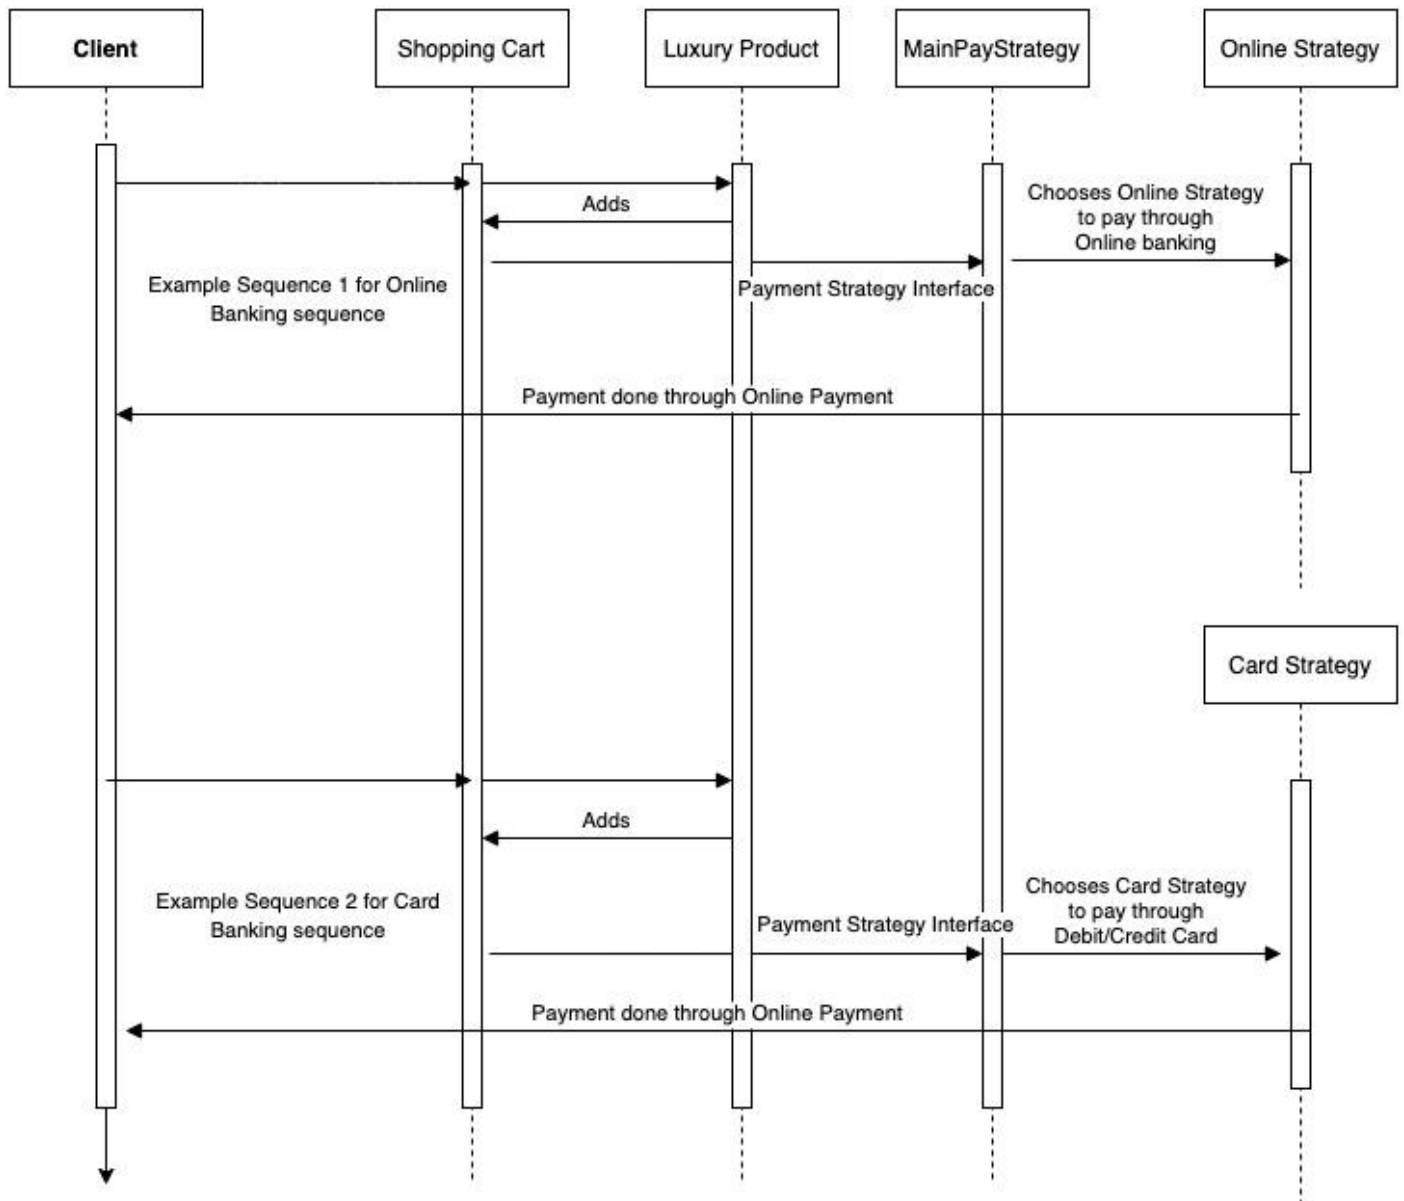 Client
Shopping Cart
Luxury Product
MainPayStrategy
Online Strategy
Chooses Online Strategy
to pay through
Online banking
Adds
Example Sequence 1 for Online
Banking sequence
Payment Strategy Interface
Payment done through Online Payment
Card Strategy
Adds
Example Sequence 2 for Card
Banking sequence
Payment Strategy Interface
Chooses Card Strategy
to pay through
Debit/Credit Card
Payment done through Online Payment